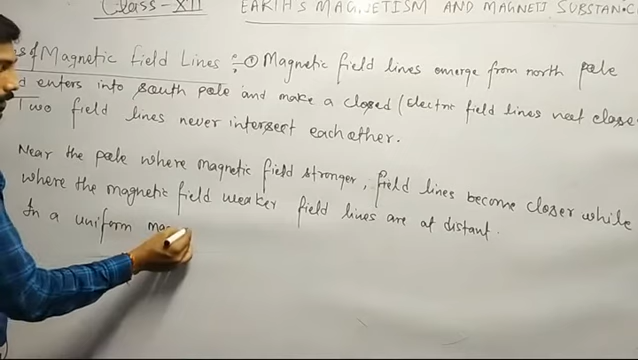 Class - XII EARTH'S MAGNETISM AND MAGNETI SUBSTANC
of Magnetic Field Lines :- ① Magnetic field lines emerge from north pole
enters into south pole and make a closed (Electric field lines not close
Two field lines never intersect each other.
Near the pole where magnetic field stronger, field lines become closer while
where the magnetic field weaker field lines are at distant.
In a uniform ma